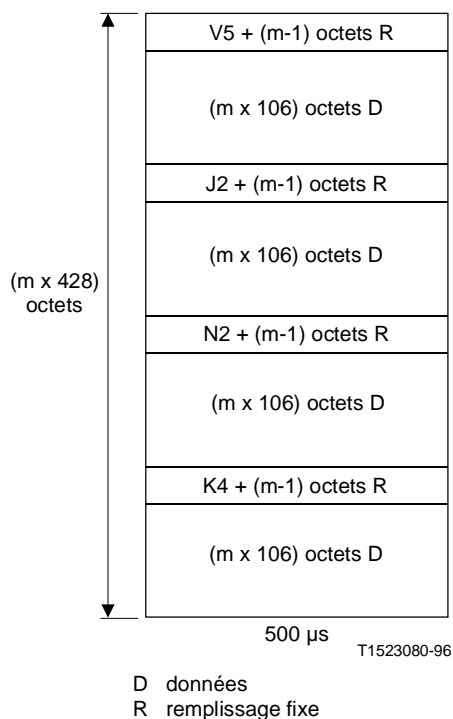 V5 + (m-1) octets R
(m x 106) octets D
J2 + (m-1) octets R
(m x 106) octets D
(m x 428)
octets
N2 + (m-1) octets R
(m x 106) octets D
K4 + (m-1) octets R
(m x 106) octets D
500 µs
T1523080-96
D données
R remplissage fixe